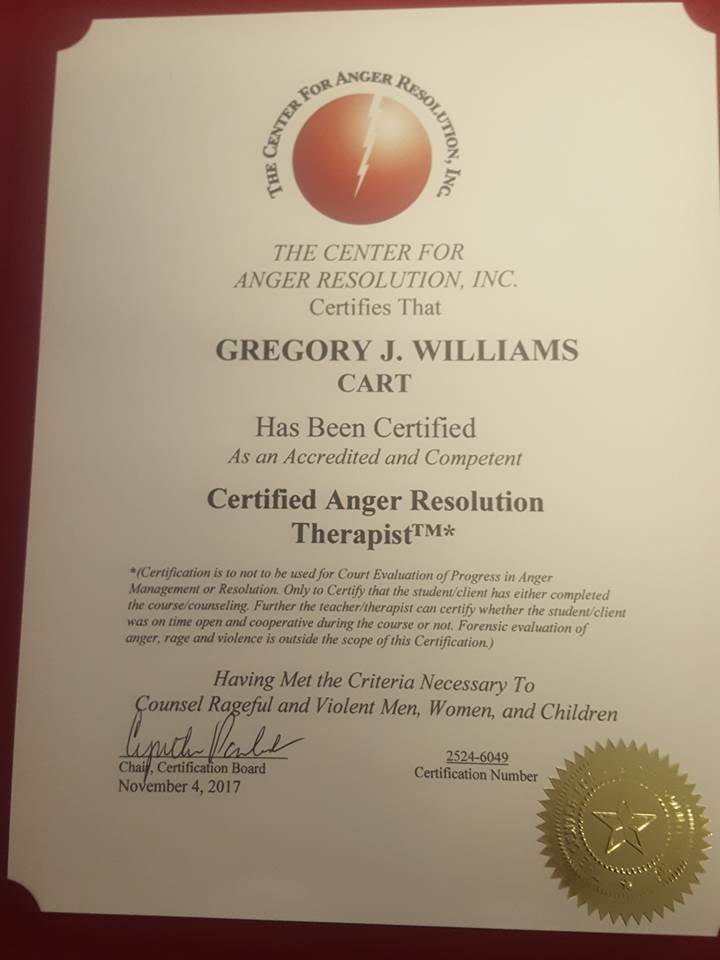 THE CENTER FOR ANGER RESOLUTION, INC.
THE CENTER FOR
ANGER RESOLUTION, INC.
Certifies That
GREGORY J. WILLIAMS
CART
Has Been Certified
As an Accredited and Competent
Certified Anger Resolution
Therapist™*
*(Certification is to not to be used for Court Evaluation of Progress in Anger
Management or Resolution. Only to Certify that the student/client has either completed
the course/counseling. Further the teacher/therapist can certify whether the student/client
was on time open and cooperative during the course or not. Forensic evaluation of
anger, rage and violence is outside the scope of this Certification.)
Having Met the Criteria Necessary To
Counsel Rageful and Violent Men, Women, and Children
Chair, Certification Board
November 4, 2017
2524-6049
Certification Number